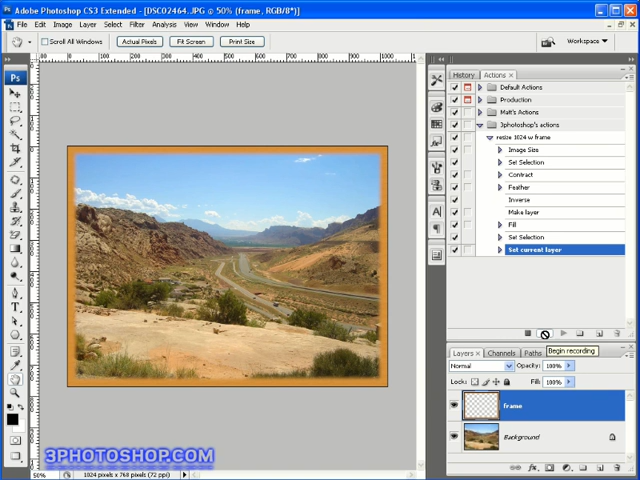 Adobe Photoshop CS3 Extended - [DSC02464.JPG @ 50% (frame, RGB/8*)]
File Edit Image Layer Select Filter Analysis View Window Help
Scroll All Windows Actual Pixels Fit Screen Print Size Workspace
Ps
History Actions
Default Actions
Production
Matt's Actions
3photoshop's actions
resize 1024 w frame
Image Size
Set Selection
Contract
Feather
Inverse
Make layer
Fill
Set Selection
Set current layer
Begin recording
Layers Channels Paths
Normal Opacity: 100%
Lock: Fill: 100%
frame
Background
3PHOTOSHOP.COM
50% 1024 pixels x 768 pixels (72 ppi)